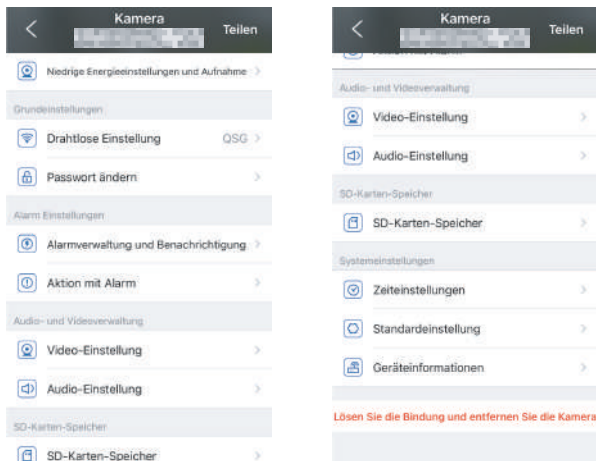 Kamera
Teilen
Niedrige Energieeinstellungen und Aufnahme
Grundeinstellungen
Drahtlose Einstellung QSG
Passwort ändern
Alarm Einstellungen
Alarmverwaltung und Benachrichtigung
Aktion mit Alarm
Audio- und Videoverwaltung
Video-Einstellung
Audio-Einstellung
SD-Karten-Speicher
SD-Karten-Speicher
Kamera
Teilen
Audio- und Videoverwaltung
Video-Einstellung
Audio-Einstellung
SD-Karten-Speicher
SD-Karten-Speicher
Systemeinstellungen
Zeiteinstellungen
Standardeinstellung
Geräteinformationen
Lösen Sie die Bindung und entfernen Sie die Kamera